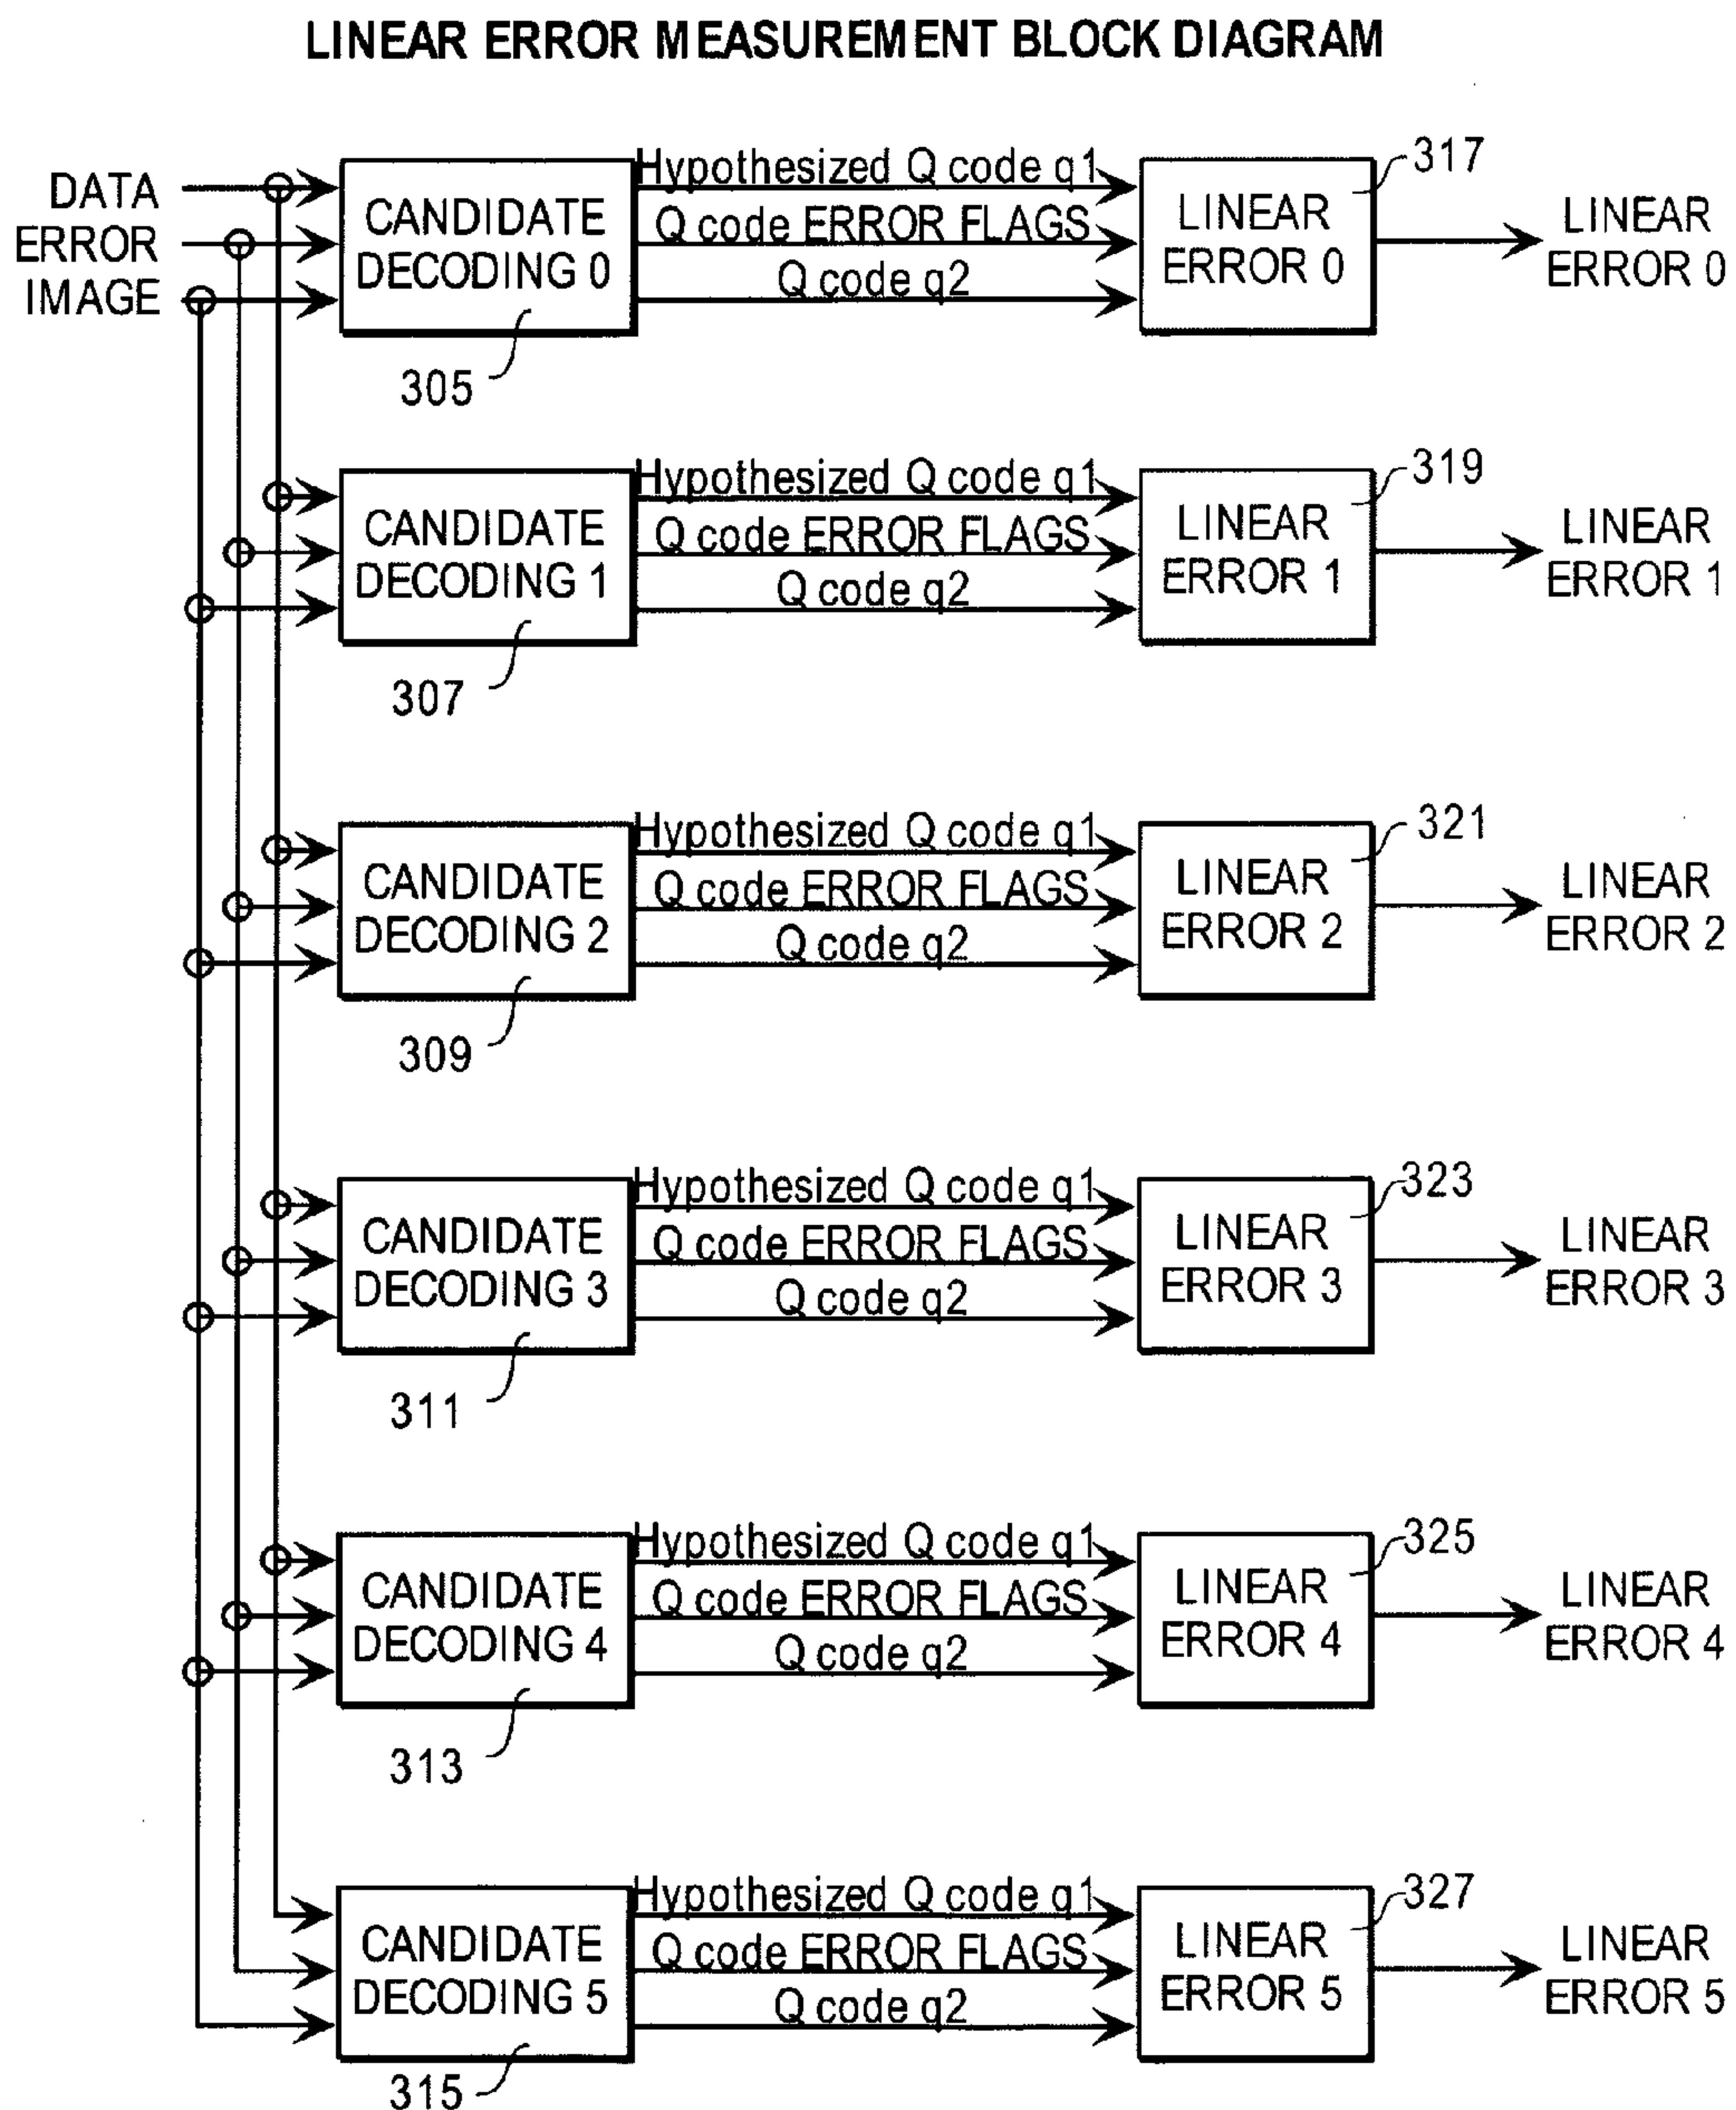 LINEAR ERROR MEASUREMENT BLOCK DIAGRAM
DATA
ERROR
IMAGE
CANDIDATE
DECODING 0
305
Hypothesized Q code q1
Q code ERROR FLAGS
Q code q2
LINEAR
ERROR 0
317
LINEAR
ERROR 0
CANDIDATE
DECODING 1
307
Hypothesized Q code q1
Q code ERROR FLAGS
Q code q2
LINEAR
ERROR 1
319
LINEAR
ERROR 1
CANDIDATE
DECODING 2
309
Hypothesized Q code q1
Q code ERROR FLAGS
Q code q2
LINEAR
ERROR 2
321
LINEAR
ERROR 2
CANDIDATE
DECODING 3
311
Hypothesized Q code q1
Q code ERROR FLAGS
Q code q2
LINEAR
ERROR 3
323
LINEAR
ERROR 3
CANDIDATE
DECODING 4
313
Hypothesized Q code q1
Q code ERROR FLAGS
Q code q2
LINEAR
ERROR 4
325
LINEAR
ERROR 4
CANDIDATE
DECODING 5
315
Hypothesized Q code q1
Q code ERROR FLAGS
Q code q2
LINEAR
ERROR 5
327
LINEAR
ERROR 5